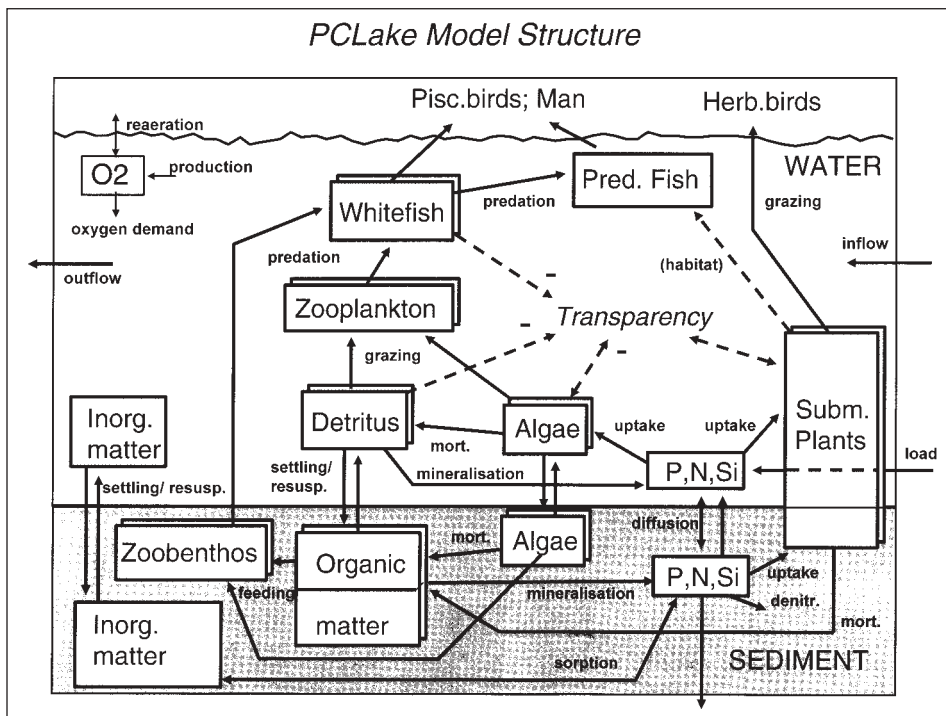 PCLake Model Structure
Pisc.birds; Man
Herb.birds
reaeration
WATER
O2
production
Pred. Fish
Whitefish
predation
grazing
oxygen demand
predation
(habitat)
inflow
outflow
–
Zooplankton
Transparency
–
grazing
–
Inorg.
matter
Detritus
Algae
uptake
uptake
Subm.
Plants
mort.
load
settling/
resusp.
mineralisation
P,N,Si
settling/ resusp.
diffusion
Zoobenthos
Organic
matter
mort.
Algae
feeding
mineralisation
P,N,Si
uptake
denitr.
Inorg.
matter
mort.
sorption
SEDIMENT